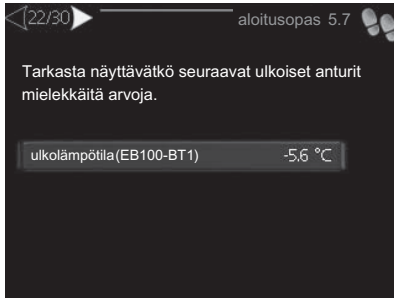 22/30
aloitusopas 5.7
Tarkasta näyttävätkö seuraavat ulkoiset anturit
mielekkäitä arvoja.
ulkolämpötila(EB100-BT1) -5.6 °C